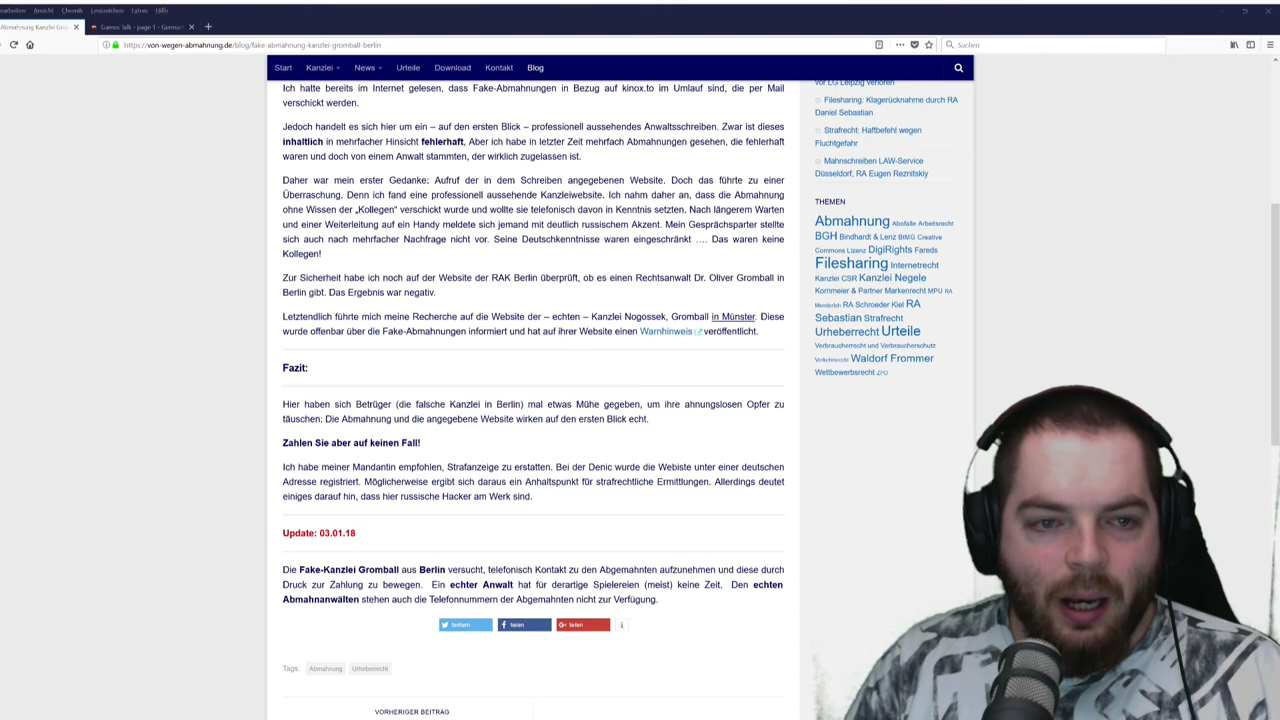 earbeiten Ansicht Chronik Lesezeichen Extras Hilfe
Abmahnung Kanzlei Gro
Games Talk - page 1 - German
https://von-wegen-abmahnung.de/blog/fake-abmahnung-kanzlei-gromball-berlin
Suchen
Start Kanzlei News Urteile Download Kontakt Blog
Ich hatte bereits im Internet gelesen, dass Fake-Abmahnungen in Bezug auf kinox.to im Umlauf sind, die per Mail
verschickt werden.
Jedoch handelt es sich hier um ein – auf den ersten Blick – professionell aussehendes Anwaltsschreiben. Zwar ist dieses
inhaltlich in mehrfacher Hinsicht fehlerhaft, Aber ich habe in letzter Zeit mehrfach Abmahnungen gesehen, die fehlerhaft
waren und doch von einem Anwalt stammten, der wirklich zugelassen ist.
Daher war mein erster Gedanke: Aufruf der in dem Schreiben angegebenen Website. Doch das führte zu einer
Überraschung. Denn ich fand eine professionell aussehende Kanzleiwebsite. Ich nahm daher an, dass die Abmahnung
ohne Wissen der „Kollegen“ verschickt wurde und wollte sie telefonisch davon in Kenntnis setzten. Nach längerem Warten
und einer Weiterleitung auf ein Handy meldete sich jemand mit deutlich russischem Akzent. Mein Gesprächsparter stellte
sich auch nach mehrfacher Nachfrage nicht vor. Seine Deutschkenntnisse waren eingeschränkt …. Das waren keine
Kollegen!
Zur Sicherheit habe ich noch auf der Website der RAK Berlin überprüft, ob es einen Rechtsanwalt Dr. Oliver Gromball in
Berlin gibt. Das Ergebnis war negativ.
Letztendlich führte mich meine Recherche auf die Website der – echten – Kanzlei Nogossek, Gromball in Münster. Diese
wurde offenbar über die Fake-Abmahnungen informiert und hat auf ihrer Website einen Warnhinweis veröffentlicht.
Fazit:
Hier haben sich Betrüger (die falsche Kanzlei in Berlin) mal etwas Mühe gegeben, um ihre ahnungslosen Opfer zu
täuschen: Die Abmahnung und die angegebene Website wirken auf den ersten Blick echt.
Zahlen Sie aber auf keinen Fall!
Ich habe meiner Mandantin empfohlen, Strafanzeige zu erstatten. Bei der Denic wurde die Webiste unter einer deutschen
Adresse registriert. Möglicherweise ergibt sich daraus ein Anhaltspunkt für strafrechtliche Ermittlungen. Allerdings deutet
einiges darauf hin, dass hier russische Hacker am Werk sind.
Update: 03.01.18
Die Fake-Kanzlei Gromball aus Berlin versucht, telefonisch Kontakt zu den Abgemahnten aufzunehmen und diese durch
Druck zur Zahlung zu bewegen. Ein echter Anwalt hat für derartige Spielereien (meist) keine Zeit. Den echten
Abmahnanwälten stehen auch die Telefonnummern der Abgemahnten nicht zur Verfügung.
twittern teilen teilen
Tags: Abmahnung Urheberrecht
VORHERIGER BEITRAG
vor LG Leipzig verloren
Filesharing: Klagerücknahme durch RA
Daniel Sebastian
Strafrecht: Haftbefehl wegen
Fluchtgefahr
Mahnschreiben LAW-Service
Düsseldorf, RA Eugen Reznitskiy
THEMEN
Abmahnung Abofalle Arbeitsrecht
BGH Bindhardt & Lenz BtMG Creative
Commons Lizenz DigiRights Fareds
Filesharing Internetrecht
Kanzlei CSR Kanzlei Negele
Kornmeier & Partner Markenrecht MPU RA
RA Schroeder Kiel RA
Sebastian Strafrecht
Urheberrecht Urteile
Verbraucherrecht und Verbraucherschutz
Verkehrsrecht Waldorf Frommer
Wettbewerbsrecht ZPO